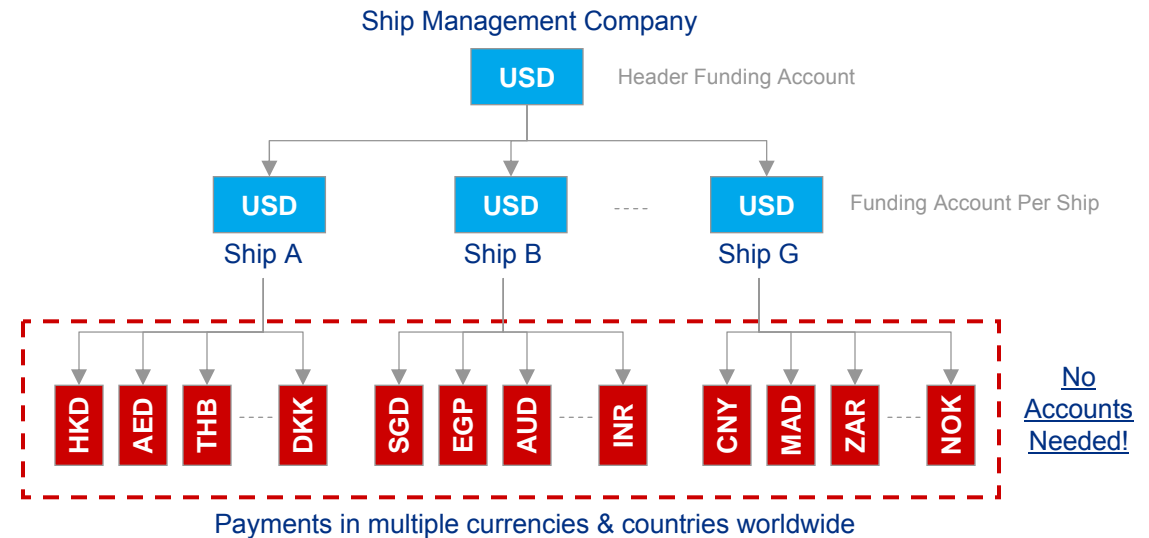 Ship Management Company
USD
Header Funding Account
USD
USD
USD
Funding Account Per Ship
Ship A
Ship B
Ship G
HKD
AED
THB
DKK
SGD
EGP
AUD
INR
CNY
MAD
ZAR
NOK
No
Accounts
Needed!
Payments in multiple currencies & countries worldwide